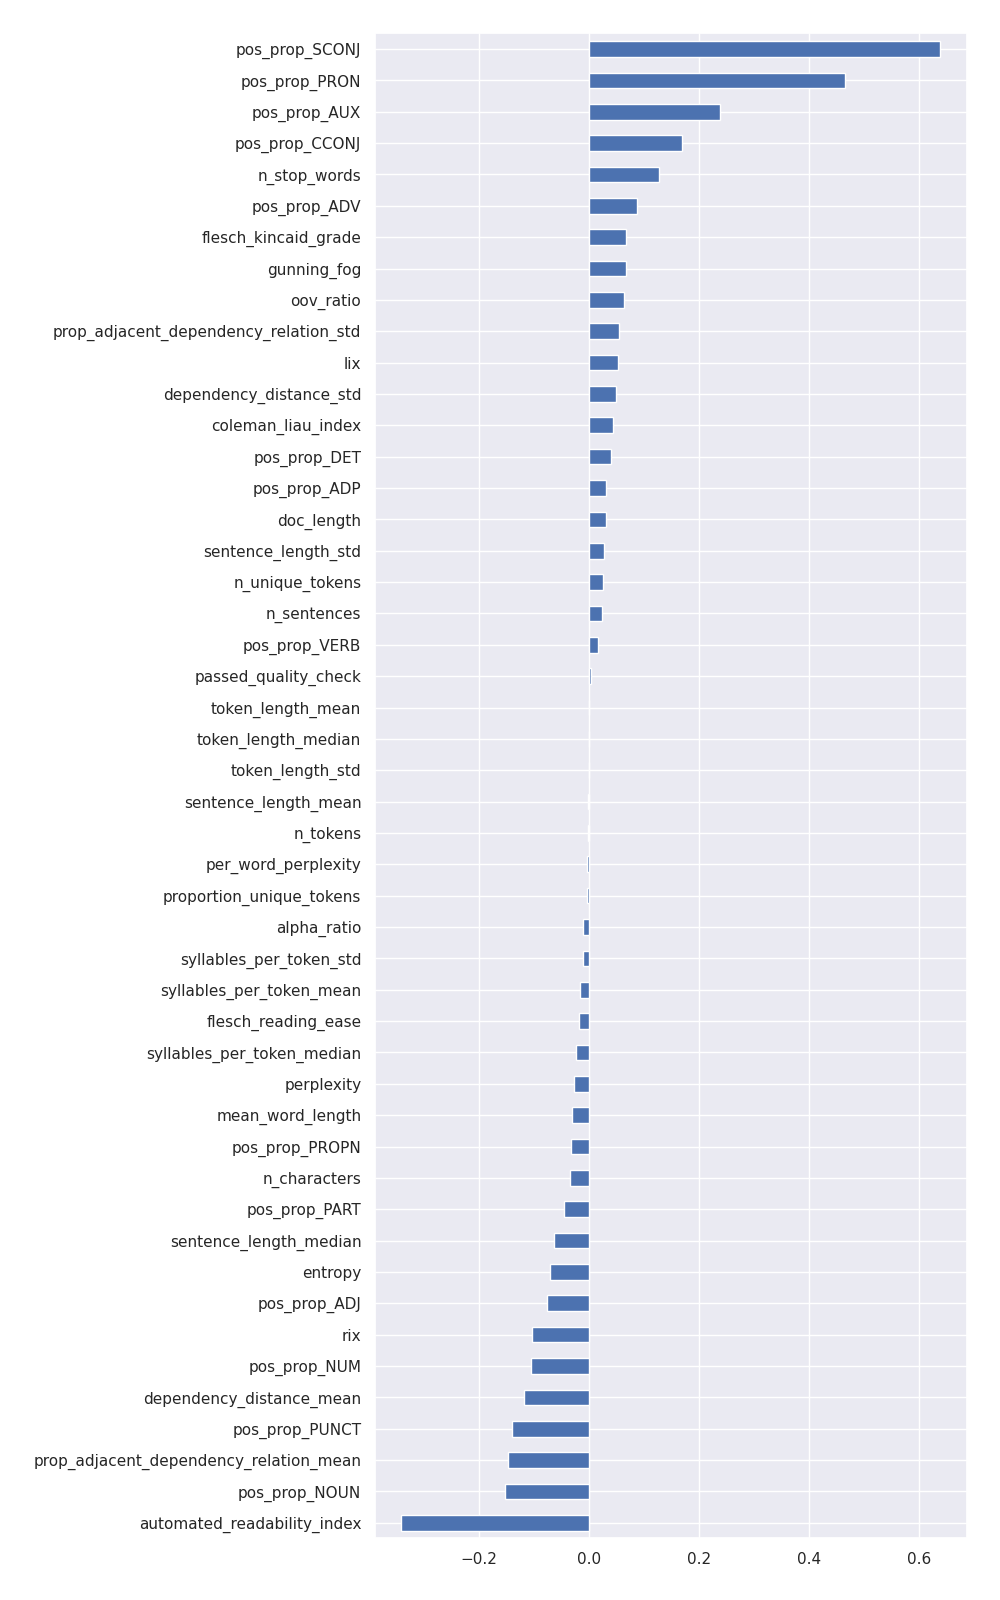 pos_prop_SCONJ
pos_prop_PRON
pos_prop_AUX
pos_prop_CCONJ
n_stop_words
pos_prop_ADV
flesch_kincaid_grade
gunning_fog
oov_ratio
prop_adjacent_dependency_relation_std
lix
dependency_distance_std
coleman_liau_index
pos_prop_DET
pos_prop_ADP
doc_length
sentence_length_std
n_unique_tokens
n_sentences
pos_prop_VERB
passed_quality_check
token_length_mean
token_length_median
token_length_std
sentence_length_mean
n_tokens
per_word_perplexity
proportion_unique_tokens
alpha_ratio
syllables_per_token_std
syllables_per_token_mean
flesch_reading_ease
syllables_per_token_median
perplexity
mean_word_length
pos_prop_PROPN
n_characters
pos_prop_PART
sentence_length_median
entropy
pos_prop_ADJ
rix
pos_prop_NUM
dependency_distance_mean
pos_prop_PUNCT
prop_adjacent_dependency_relation_mean
pos_prop_NOUN
automated_readability_index
−0.2 0.0 0.2 0.4 0.6